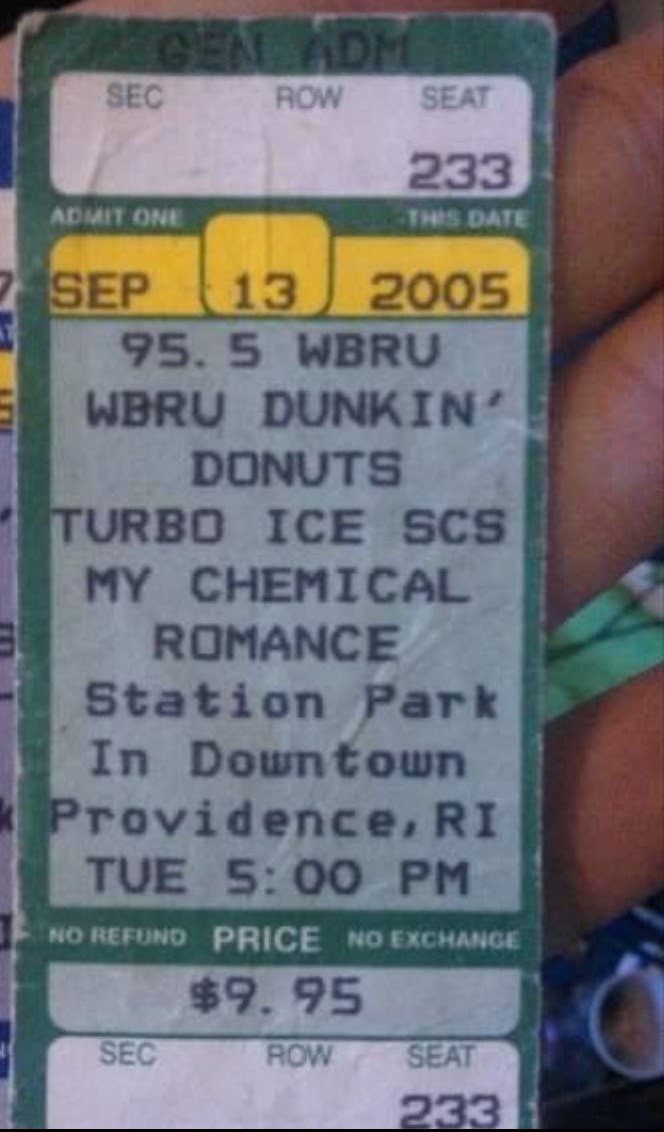 GEN ADM
SEC ROW SEAT
233
ADMIT ONE THIS DATE
SEP 13 2005
95.5 WBRU
WBRU DUNKIN'
DONUTS
TURBO ICE SCS
MY CHEMICAL
ROMANCE
Station Park
In Downtown
Providence,RI
TUE 5:00 PM
NO REFUND PRICE NO EXCHANGE
$9.95
SEC ROW SEAT
233